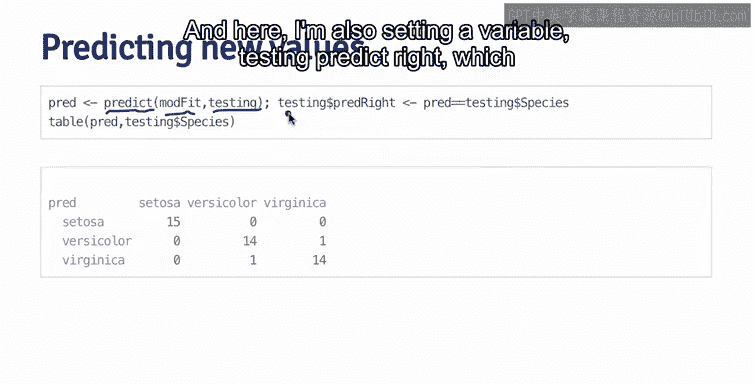 And here, I'm also setting a variable,
testing predict right, which
Predicting new values
pred <- predict(modFit,testing); testing$predRight <- pred==testing$Species
table(pred,testing$Species)
pred setosa versicolor virginica
setosa 15 0 0
versicolor 0 14 1
virginica 0 1 14